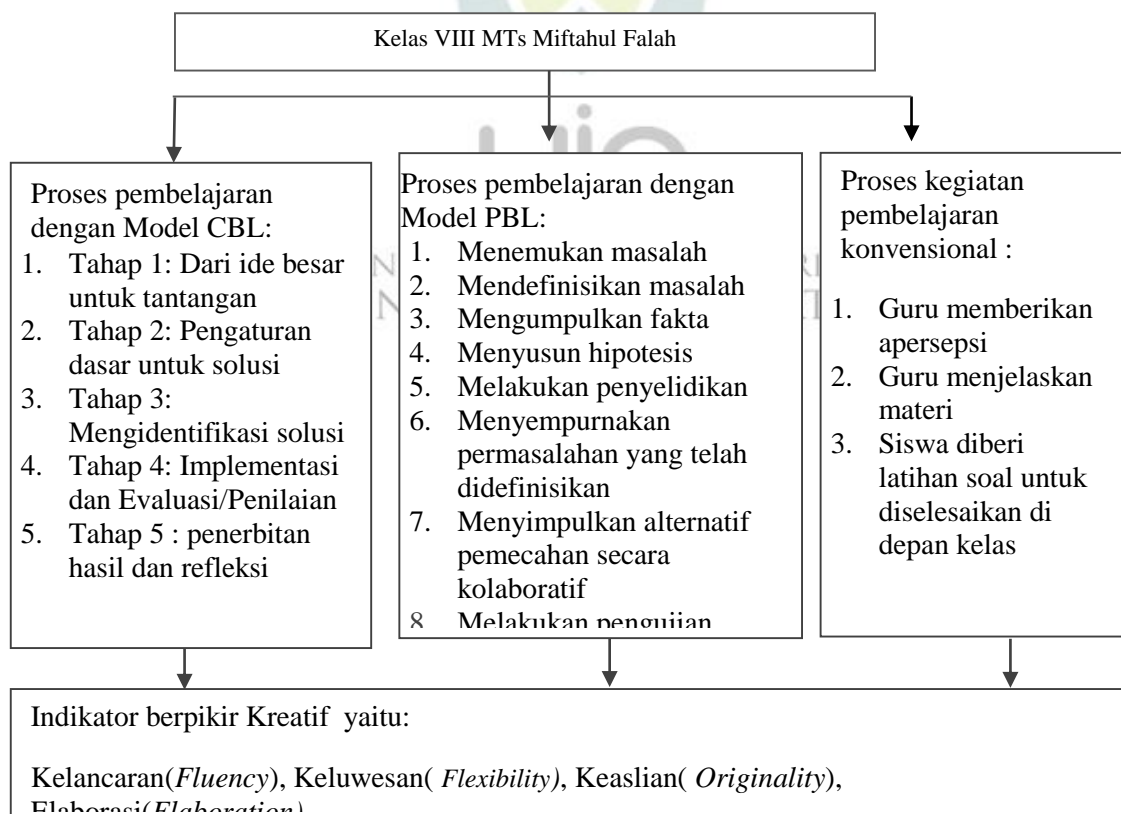 Kelas VIII MTs Miftahul Falah
Proses pembelajaran
dengan Model CBL:
1. Tahap 1: Dari ide besar
untuk tantangan
2. Tahap 2: Pengaturan
dasar untuk solusi
3. Tahap 3:
Mengidentifikasi solusi
4. Tahap 4: Implementasi
dan Evaluasi/Penilaian
5. Tahap 5 : penerbitan
hasil dan refleksi
Proses pembelajaran dengan
Model PBL:
1. Menemukan masalah
2. Mendefinisikan masalah
3. Mengumpulkan fakta
4. Menyusun hipotesis
5. Melakukan penyelidikan
6. Menyempurnakan
permasalahan yang telah
didefinisikan
7. Menyimpulkan alternatif
pemecahan secara
kolaboratif
8. Melakukan pengujian
Proses kegiatan
pembelajaran
konvensional :
1. Guru memberikan
apersepsi
2. Guru menjelaskan
materi
3. Siswa diberi
latihan soal untuk
diselesaikan di
depan kelas
Indikator berpikir Kreatif yaitu:
Kelancaran(Fluency), Keluwesan( Flexibility), Keaslian( Originality),
Elaborasi(Elaboration)